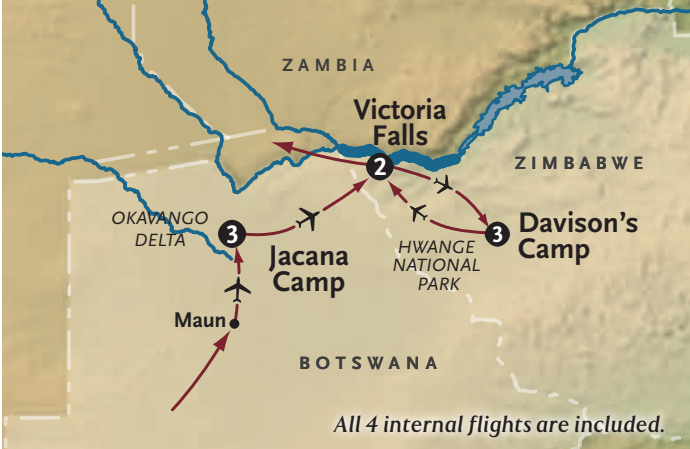 ZAMBIA
Victoria
Falls
2
ZIMBABWE
OKAVANGO
DELTA
3
Jacana
Camp
HWANGE
NATIONAL
PARK
3
Davison's
Camp
Maun
BOTSWANA
All 4 internal flights are included.